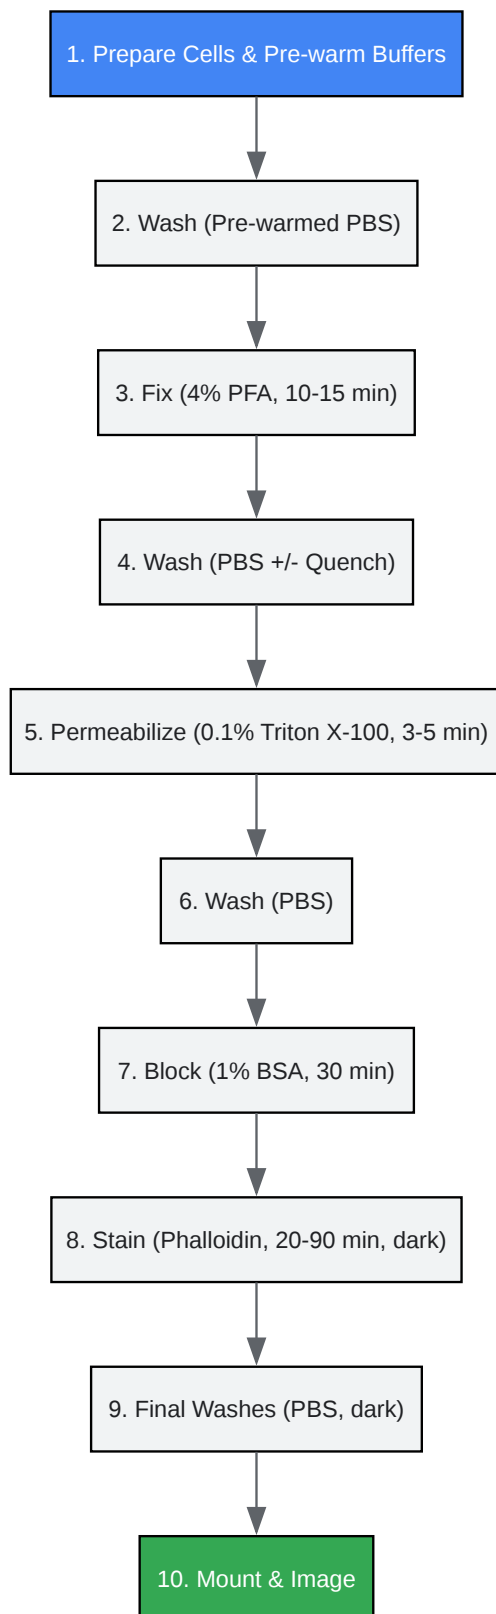 1. Prepare Cells & Pre-warm Buffers
2. Wash (Pre-warmed PBS)
3. Fix (4% PFA, 10-15 min)
4. Wash (PBS +/- Quench)
5. Permeabilize (0.1% Triton X-100, 3-5 min)
6. Wash (PBS)
7. Block (1% BSA, 30 min)
8. Stain (Phalloidin, 20-90 min, dark)
9. Final Washes (PBS, dark)
10. Mount & Image